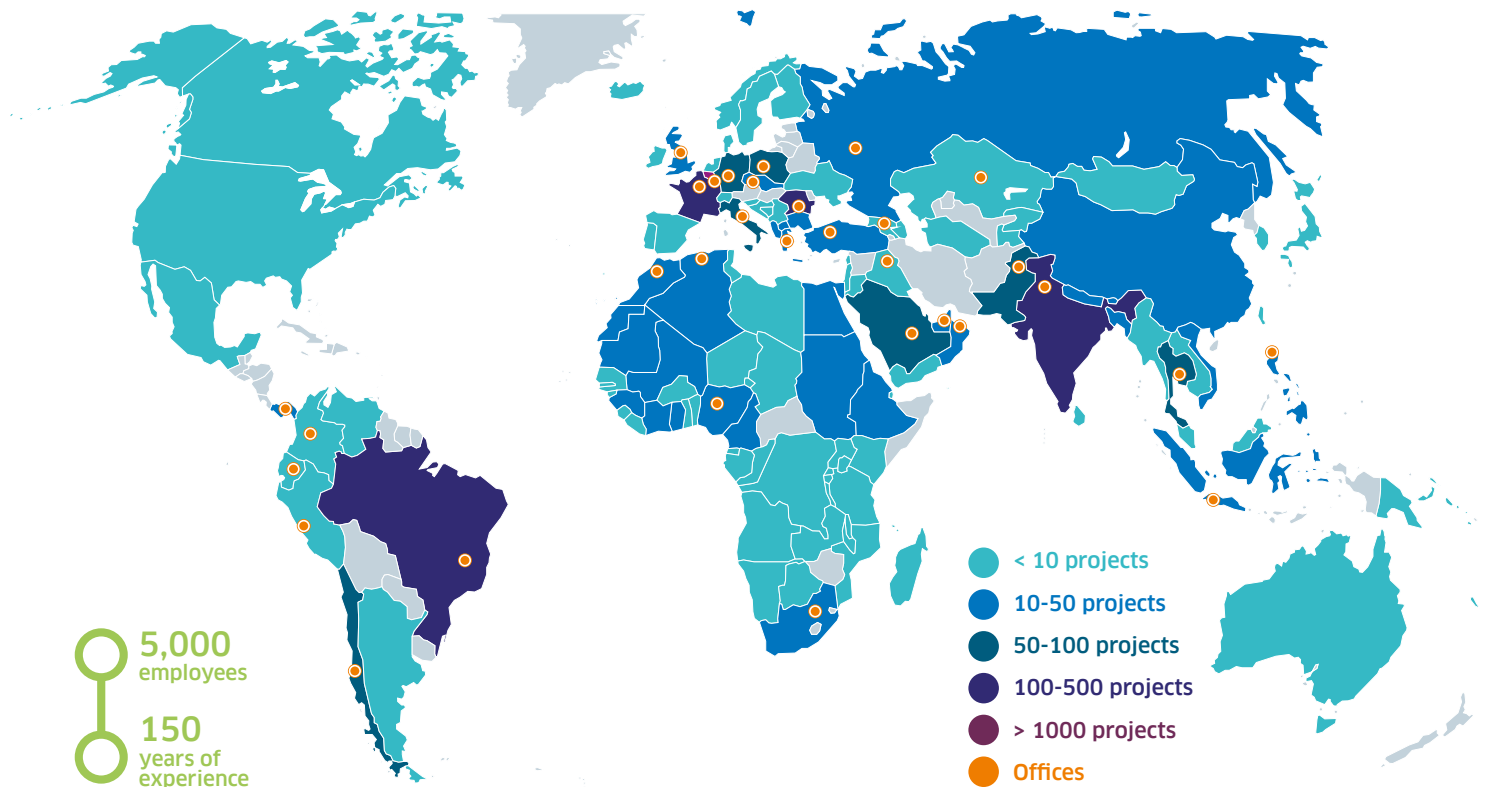 5,000
employees
150
years of
experience
< 10 projects
10-50 projects
50-100 projects
100-500 projects
> 1000 projects
Offices